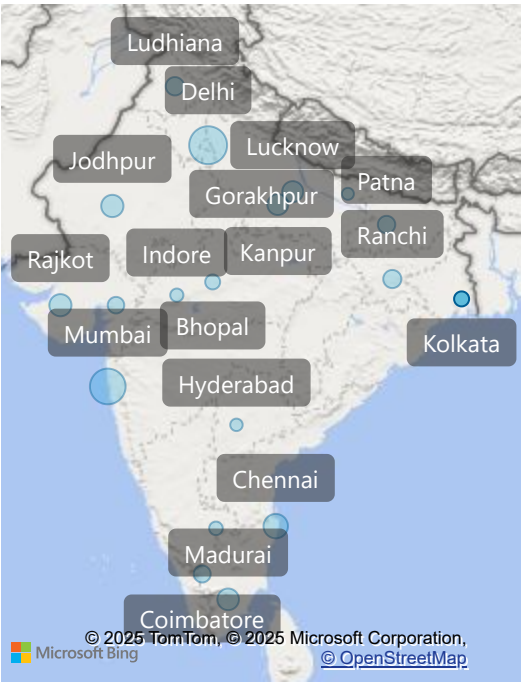 Ludhiana
Delhi
Lucknow
Jodhpur
Patna
Gorakhpur
Ranchi
Indore
Kanpur
Rajkot
Mumbai
Bhopal
Kolkata
Hyderabad
Chennai
Madurai
Coimbatore
© 2025 TomTom, © 2025 Microsoft Corporation,
Microsoft Bing
© OpenStreetMap